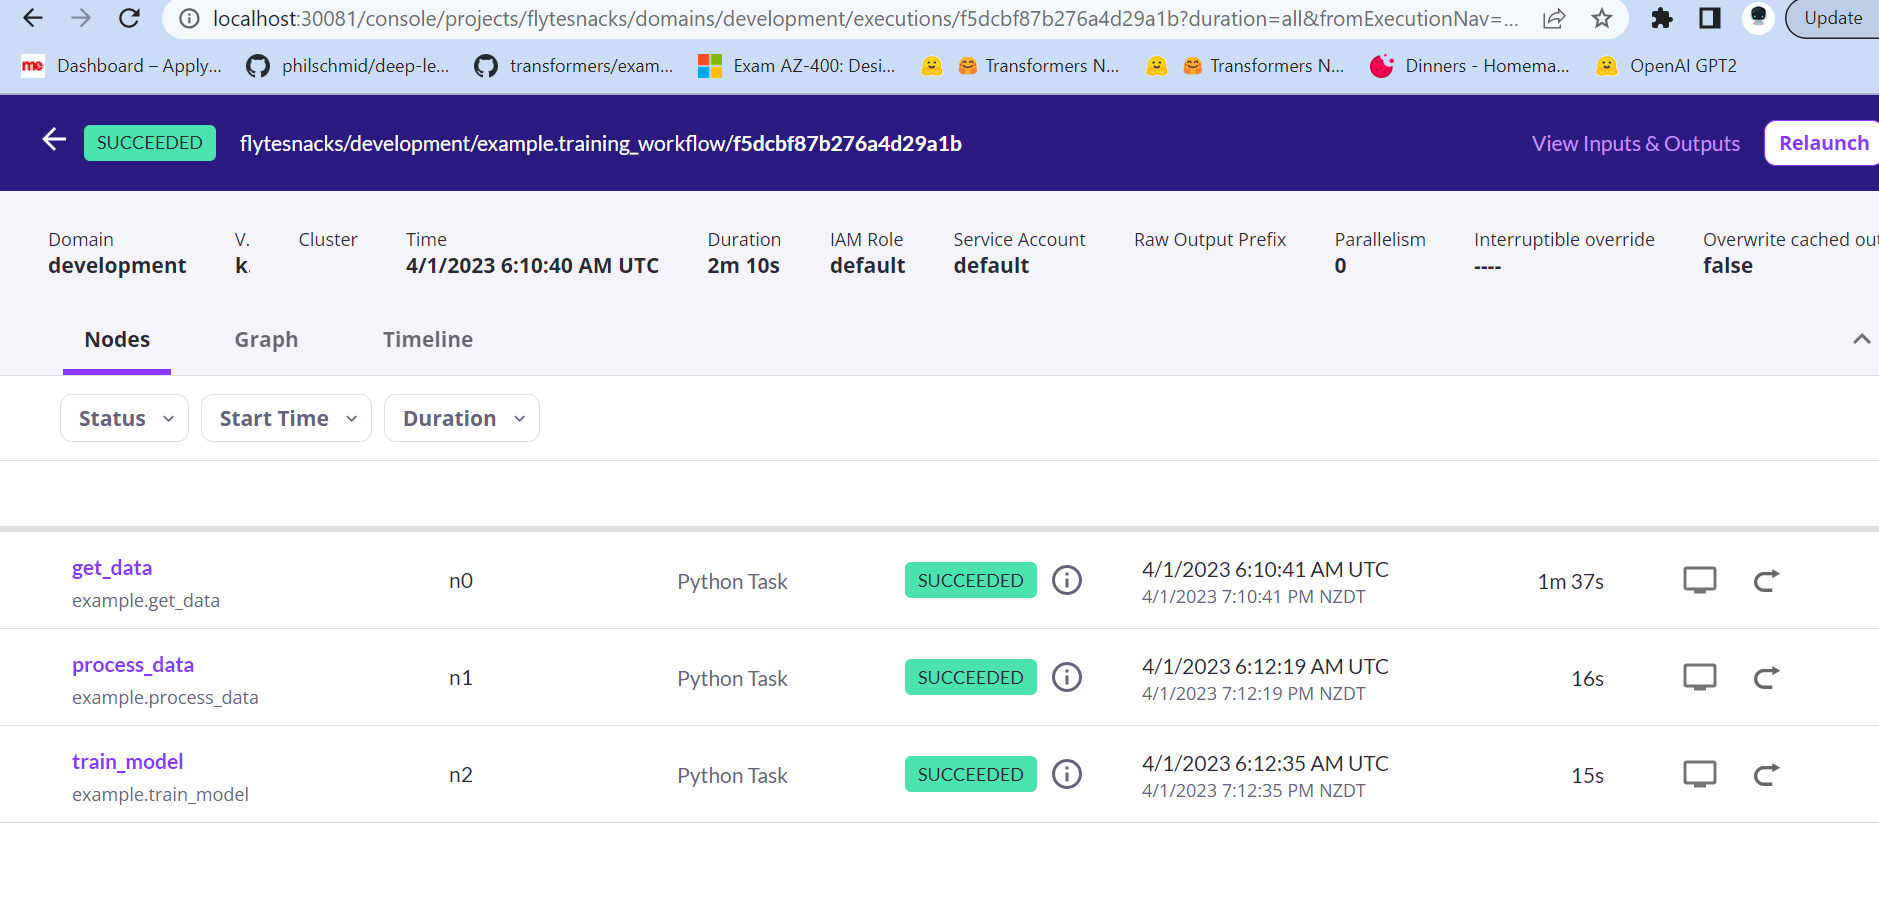 localhost:30081/console/projects/flytesnacks/domains/development/executions/f5dcbf87b276a4d29a1b?duration=all&fromExecutionNav=...
Update
me Dashboard – Apply... philschmid/deep-le... transformers/exam... Exam AZ-400: Desi... Transformers N... Transformers N... Dinners - Homema... OpenAI GPT2
SUCCEEDED flytesnacks/development/example.training_workflow/f5dcbf87b276a4d29a1b View Inputs & Outputs Relaunch
Domain V. Cluster Time Duration IAM Role Service Account Raw Output Prefix Parallelism Interruptible override Overwrite cached out
development k. 4/1/2023 6:10:40 AM UTC 2m 10s default default 0 ---- false
Nodes Graph Timeline
Status Start Time Duration
get_data n0 Python Task SUCCEEDED 4/1/2023 6:10:41 AM UTC 1m 37s
example.get_data 4/1/2023 7:10:41 PM NZDT
process_data n1 Python Task SUCCEEDED 4/1/2023 6:12:19 AM UTC 16s
example.process_data 4/1/2023 7:12:19 PM NZDT
train_model n2 Python Task SUCCEEDED 4/1/2023 6:12:35 AM UTC 15s
example.train_model 4/1/2023 7:12:35 PM NZDT